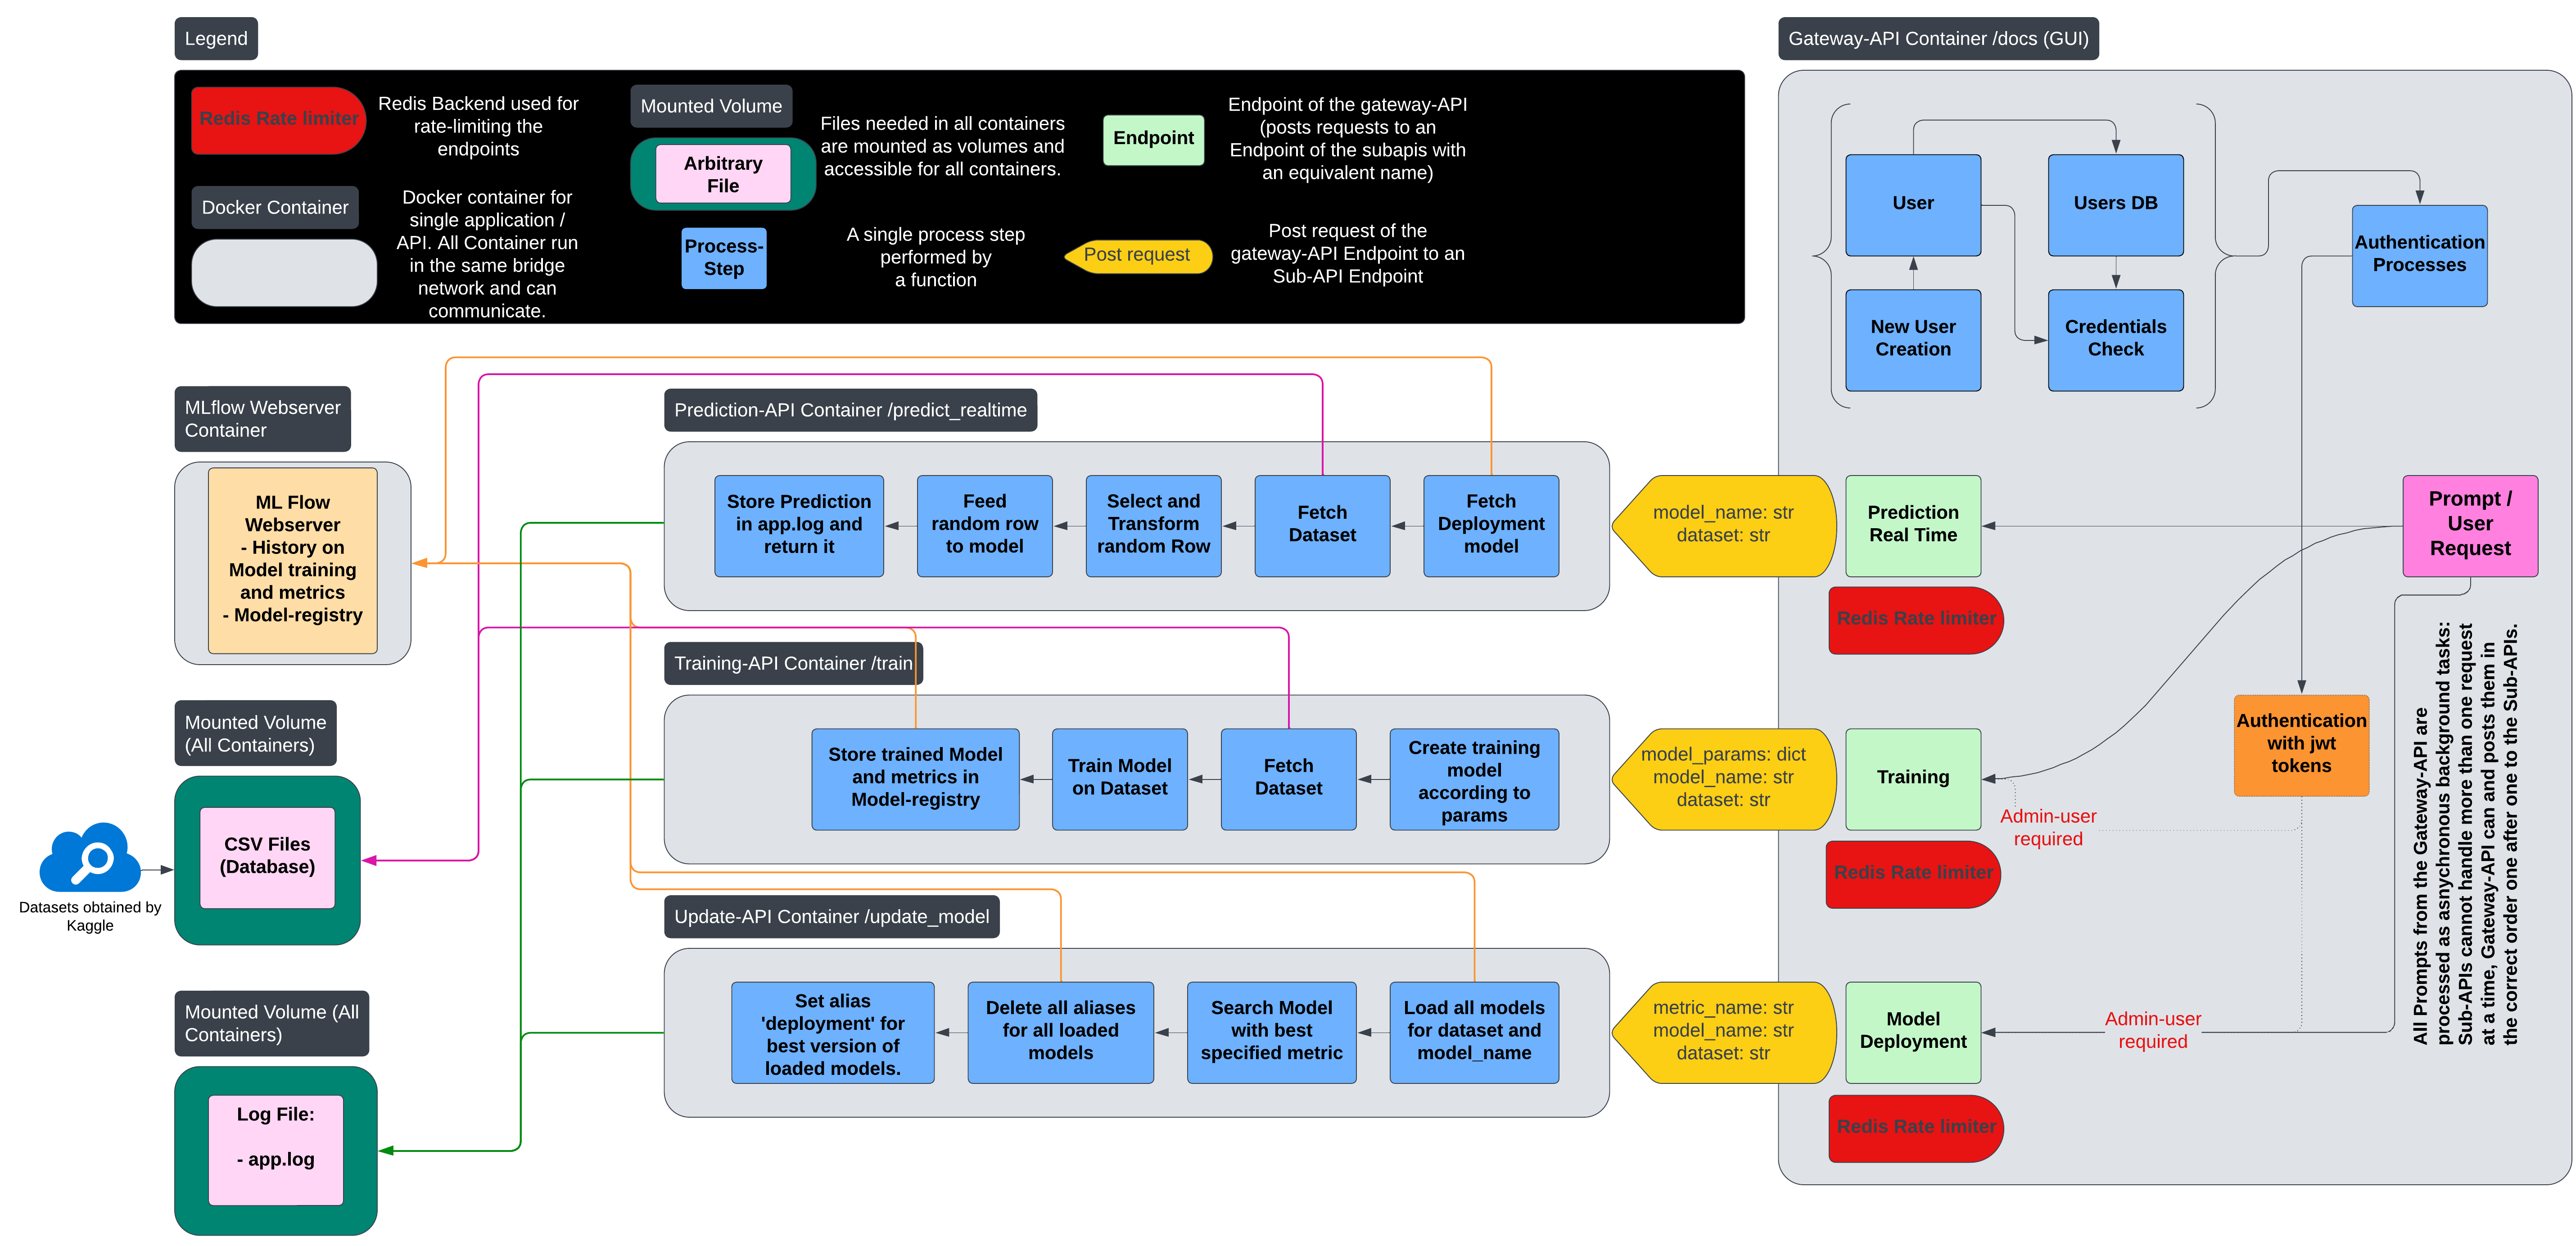 Legend
Redis Rate limiter
Redis Backend used for
rate-limiting the
endpoints
Docker Container
Docker container for
single application /
API. All Container run
in the same bridge
network and can
communicate.
Mounted Volume
Arbitrary
File
Files needed in all containers
are mounted as volumes and
accessible for all containers.
Process-
Step
A single process step
performed by
a function
Endpoint
Endpoint of the gateway-API
(posts requests to an
Endpoint of the subapis with
an equivalent name)
Post request
Post request of the
gateway-API Endpoint to an
Sub-API Endpoint
Gateway-API Container /docs (GUI)
User
Users DB
New User
Creation
Credentials
Check
Authentication
Processes
MLflow Webserver
Container
ML Flow
Webserver
- History on
Model training
and metrics
- Model-registry
Prediction-API Container /predict_realtime
Store Prediction
in app.log and
return it
Feed
random row
to model
Select and
Transform
random Row
Fetch
Dataset
Fetch
Deployment
model
model_name: str
dataset: str
Prediction
Real Time
Redis Rate limiter
Prompt /
User
Request
Training-API Container /train
Store trained Model
and metrics in
Model-registry
Train Model
on Dataset
Fetch
Dataset
Create training
model
according to
params
model_params: dict
model_name: str
dataset: str
Training
Redis Rate limiter
Admin-user
required
Authentication
with jwt
tokens
All Prompts from the Gateway-API are
processed as asnychronous background tasks:
Sub-APIs cannot handle more than one request
at a time, Gateway-API can and posts them in
the correct order one after one to the Sub-APIs.
Mounted Volume
(All Containers)
CSV Files
(Database)
Datasets obtained by
Kaggle
Update-API Container /update_model
Set alias
'deployment' for
best version of
loaded models.
Delete all aliases
for all loaded
models
Search Model
with best
specified metric
Load all models
for dataset and
model_name
metric_name: str
model_name: str
dataset: str
Model
Deployment
Admin-user
required
Redis Rate limiter
Mounted Volume (All
Containers)
Log File:
- app.log